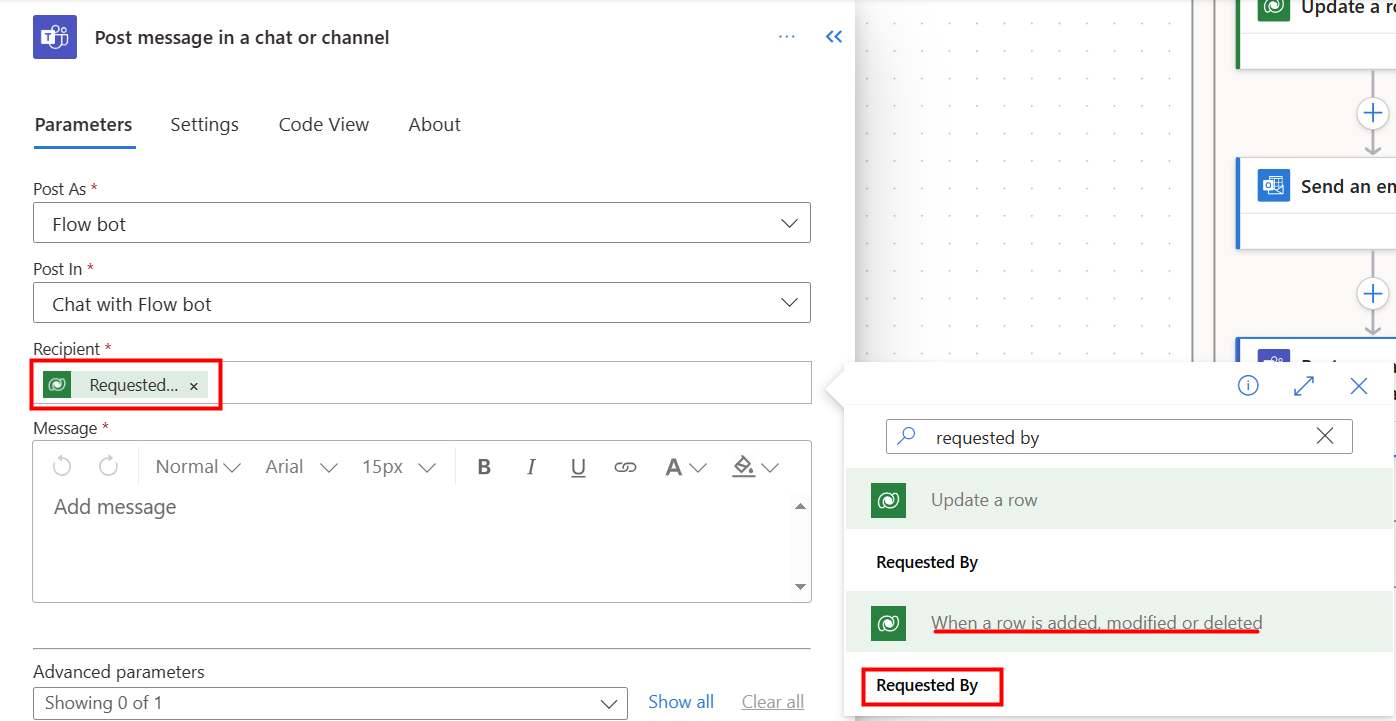 Post message in a chat or channel
Parameters
Settings
Code View
About
Post As *
Flow bot
Post In *
Chat with Flow bot
Recipient *
Requested... ×
Message *
Normal
Arial
15px
B
I
U
A
Add message
Advanced parameters
Showing 0 of 1
Show all
Clear all
Update a
Send an
requested by
Update a row
Requested By
When a row is added, modified or deleted
Requested By